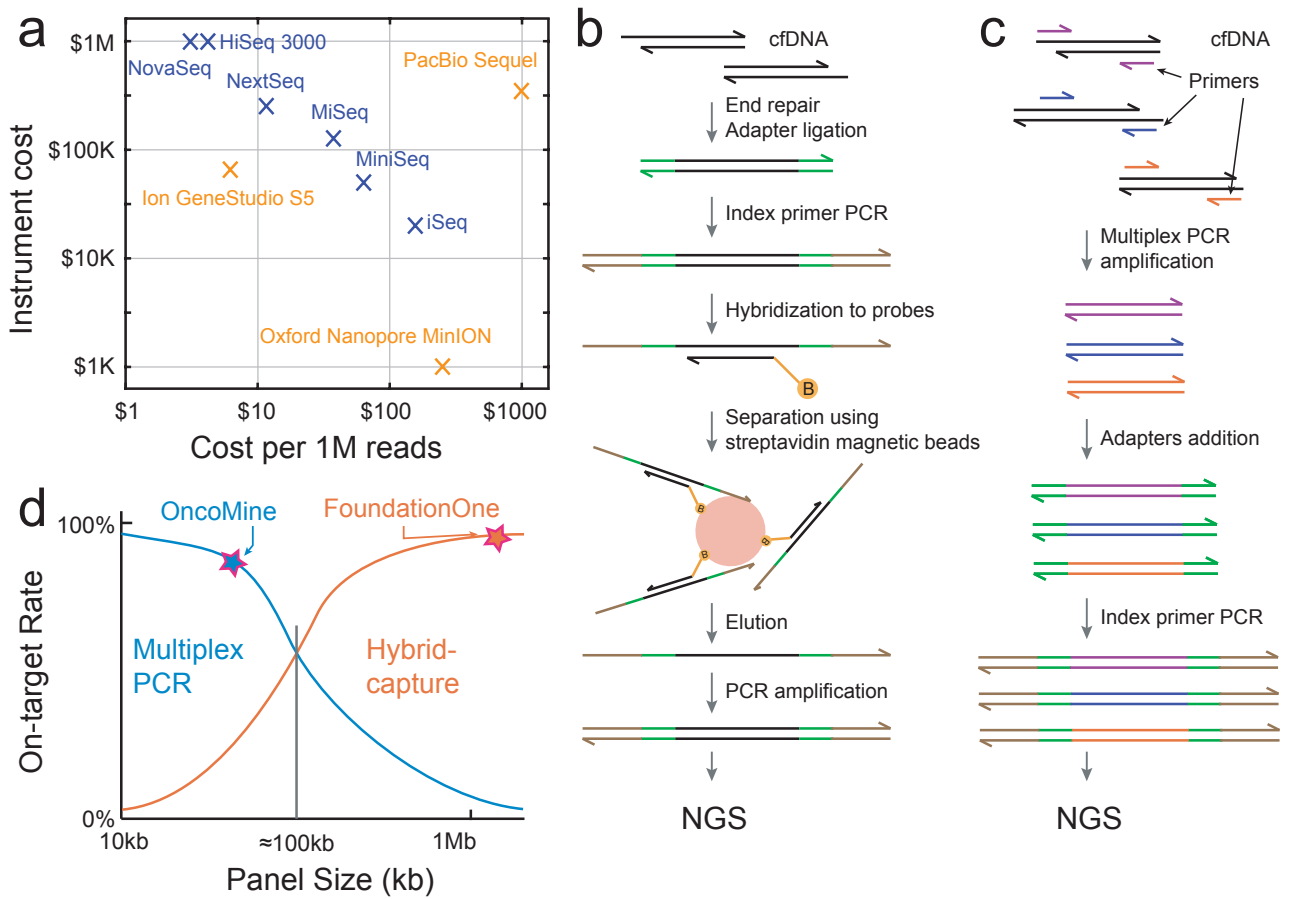 a
$1M
$100K
$10K
$1K
Instrument cost
HiSeq 3000
NovaSeq
NextSeq
PacBio Sequel
MiSeq
MiniSeq
Ion GeneStudio S5
iSeq
Oxford Nanopore MinION
$1
$10
$100
$1000
Cost per 1M reads
b
cfDNA
End repair
Adapter ligation
Index primer PCR
Hybridization to probes
B
Separation using
streptavidin magnetic beads
B
B
B
Elution
PCR amplification
NGS
c
cfDNA
Primers
Multiplex PCR
amplification
Adapters addition
Index primer PCR
NGS
d
100%
0%
On-target Rate
OncoMine
FoundationOne
Multiplex
PCR
Hybrid-
capture
10kb
≈100kb
1Mb
Panel Size (kb)